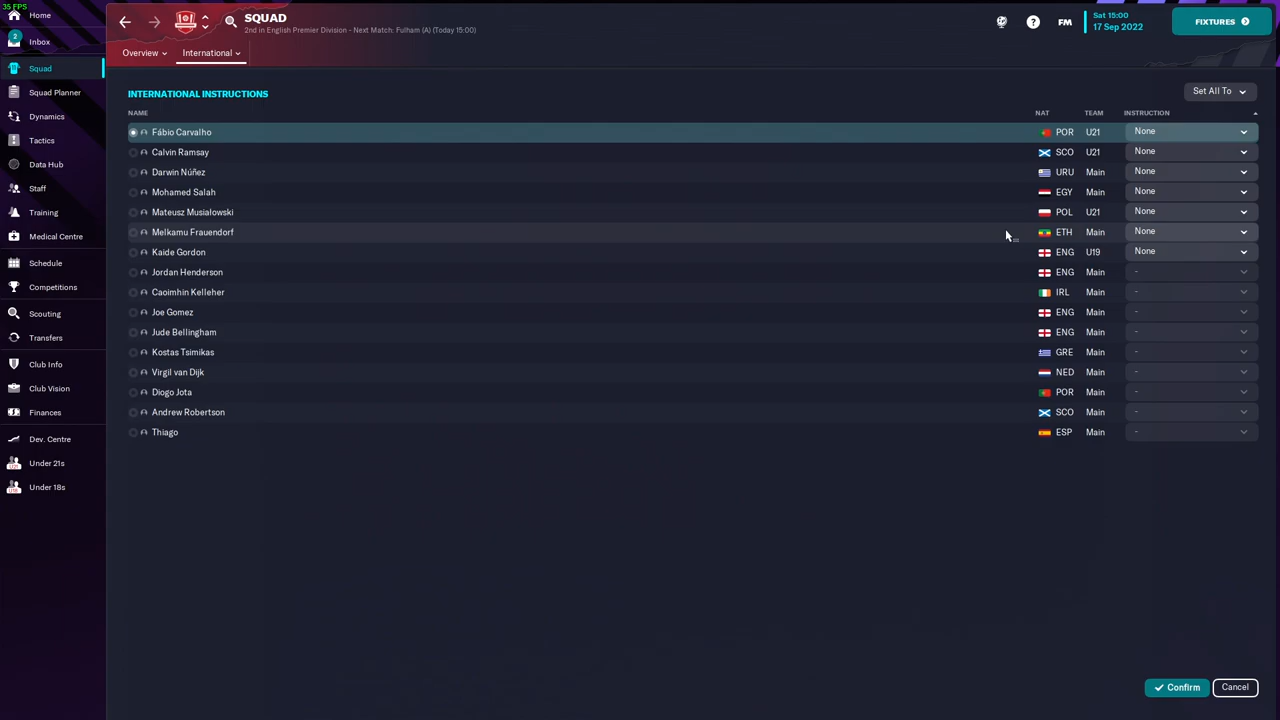 35 FPS
Home
SQUAD
2nd in English Premier Division - Next Match: Fulham (A) (Today 15:00)
FM
Sat 15:00
17 Sep 2022
FIXTURES
2
Inbox
Overview
International
Squad
Squad Planner
Dynamics
Tactics
Data Hub
Staff
Training
Medical Centre
Schedule
Competitions
Scouting
Transfers
Club Info
Club Vision
Finances
Dev. Centre
Under 21s
Under 18s
INTERNATIONAL INSTRUCTIONS
Set All To
NAME NAT TEAM INSTRUCTION
Fábio Carvalho POR U21 None
Calvin Ramsay SCO U21 None
Darwin Núñez URU Main None
Mohamed Salah EGY Main None
Mateusz Musiałowski POL U21 None
Melkamu Frauendorf ETH Main None
Kaide Gordon ENG U19 None
Jordan Henderson ENG Main -
Caoimhin Kelleher IRL Main -
Joe Gomez ENG Main -
Jude Bellingham ENG Main -
Kostas Tsimikas GRE Main -
Virgil van Dijk NED Main -
Diogo Jota POR Main -
Andrew Robertson SCO Main -
Thiago ESP Main -
Confirm
Cancel